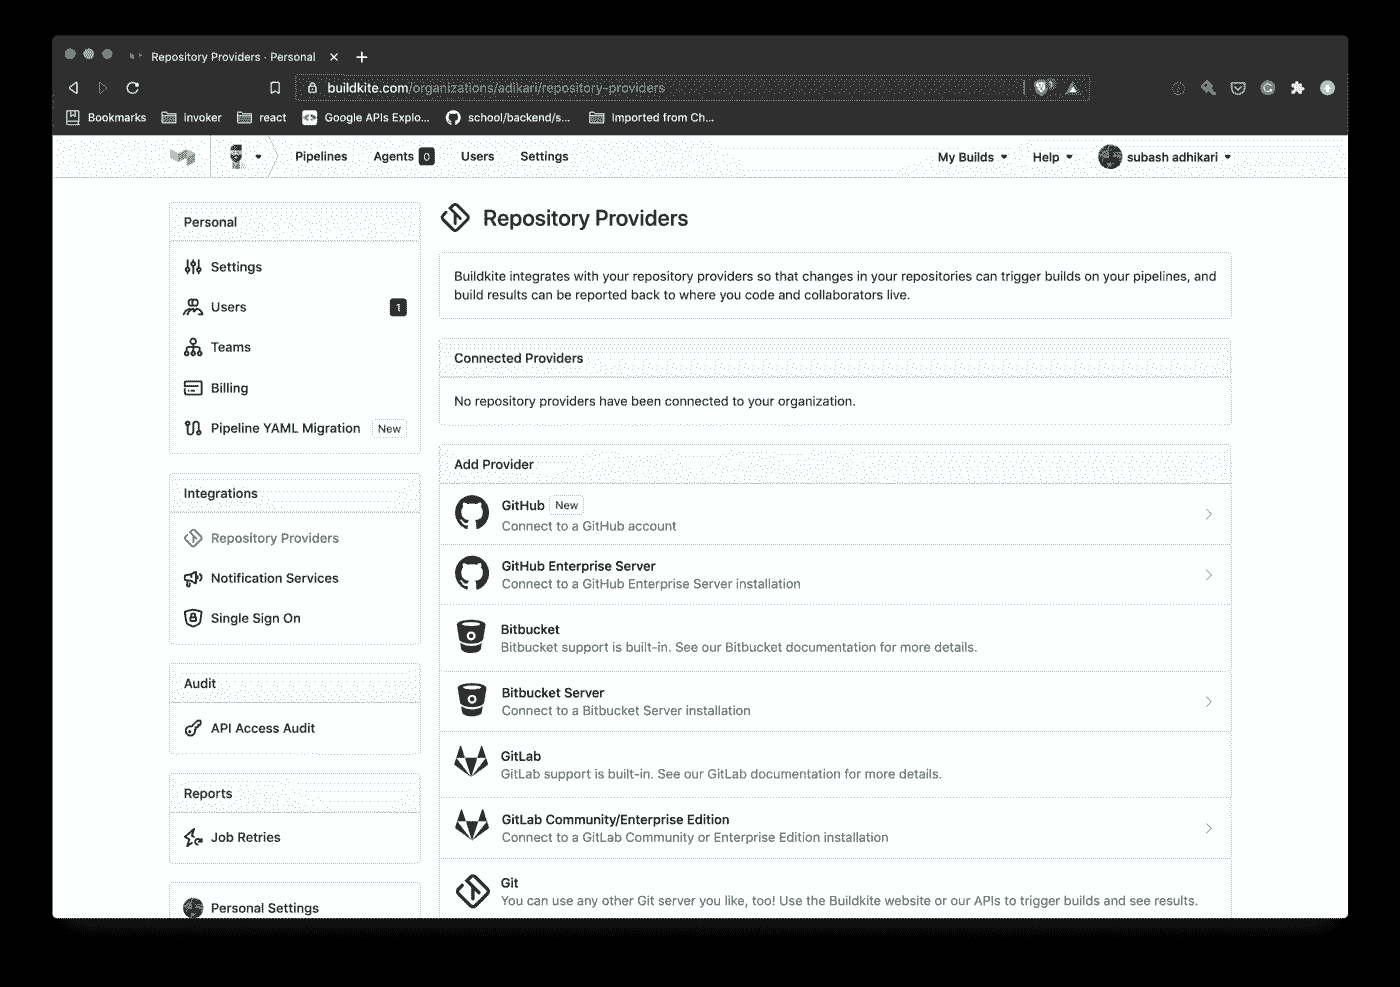 Repository Providers · Personal
buildkite.com/organizations/adikari/repository-providers
Bookmarks invoker react Google APIs Explo... school/backend/s... Imported from Ch...
Pipelines Agents 0 Users Settings My Builds Help subash adhikari
Personal
Settings
Users 1
Teams
Billing
Pipeline YAML Migration New
Integrations
Repository Providers
Notification Services
Single Sign On
Audit
API Access Audit
Reports
Job Retries
Personal Settings
Repository Providers
Buildkite integrates with your repository providers so that changes in your repositories can trigger builds on your pipelines, and
build results can be reported back to where you code and collaborators live.
Connected Providers
No repository providers have been connected to your organization.
Add Provider
GitHub New
Connect to a GitHub account
GitHub Enterprise Server
Connect to a GitHub Enterprise Server installation
Bitbucket
Bitbucket support is built-in. See our Bitbucket documentation for more details.
Bitbucket Server
Connect to a Bitbucket Server installation
GitLab
GitLab support is built-in. See our GitLab documentation for more details.
GitLab Community/Enterprise Edition
Connect to a GitLab Community or Enterprise Edition installation
Git
You can use any other Git server you like, too! Use the Buildkite website or our APIs to trigger builds and see results.